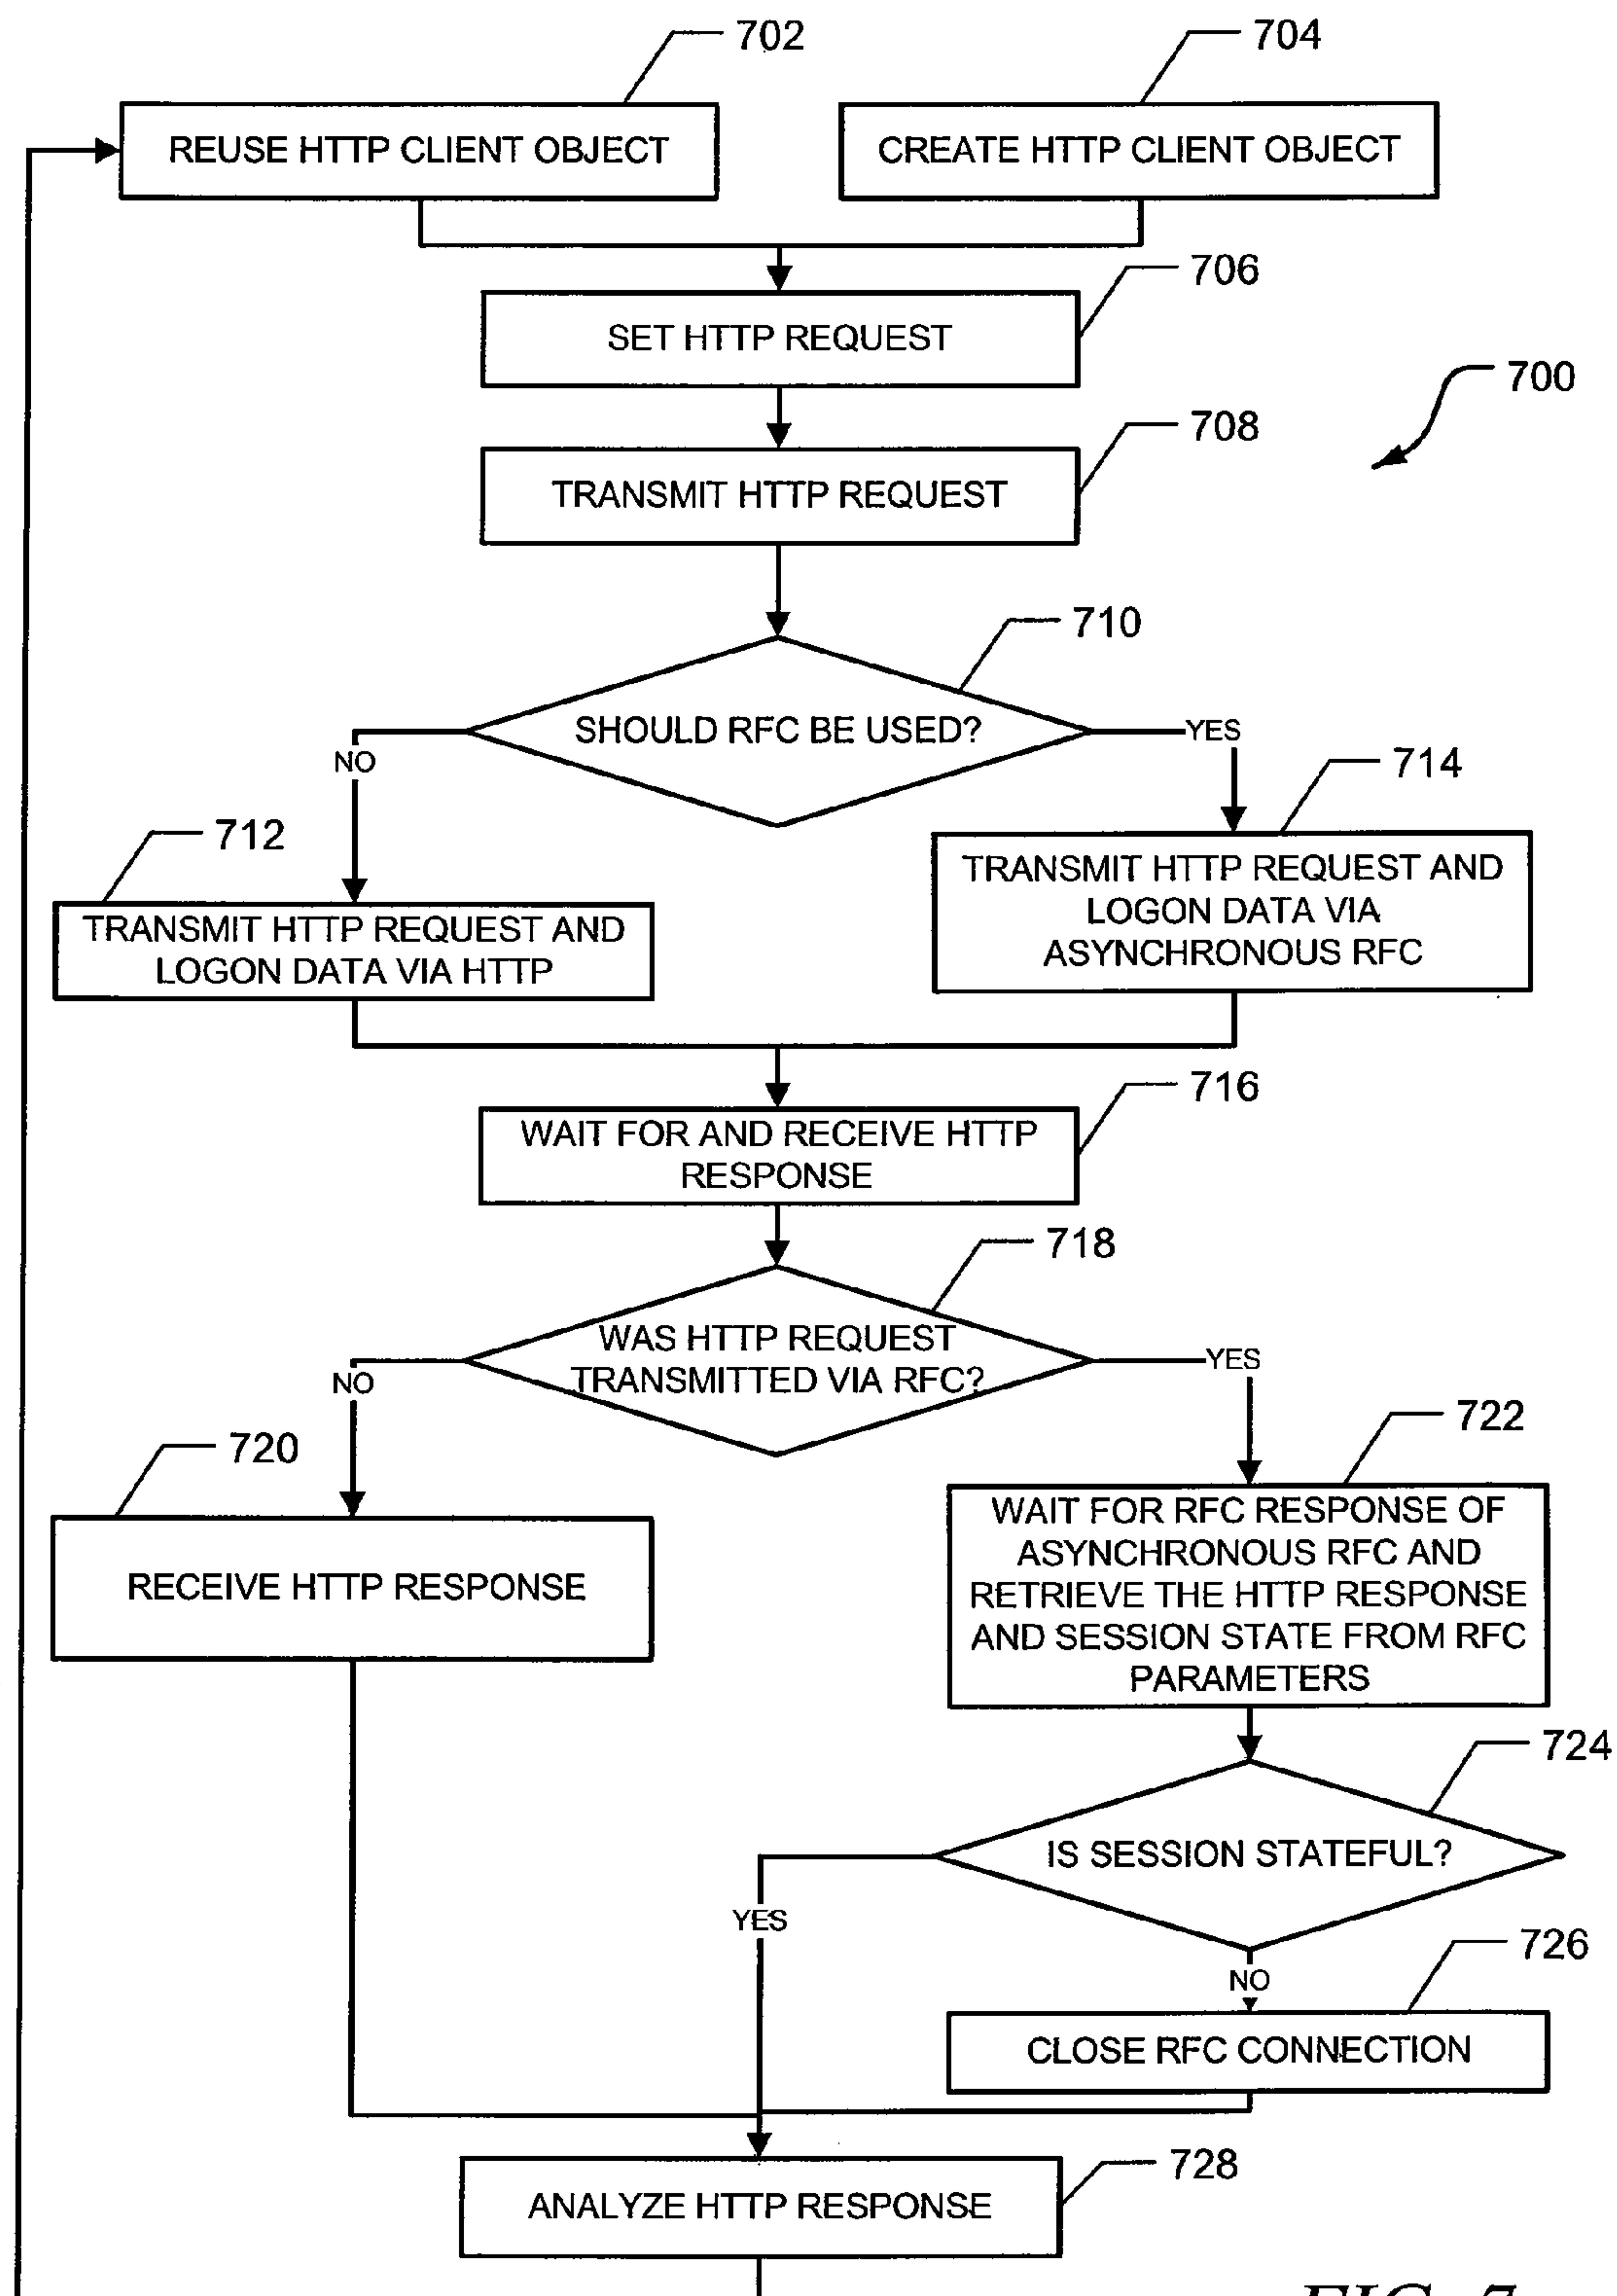 702
704
REUSE HTTP CLIENT OBJECT
CREATE HTTP CLIENT OBJECT
706
SET HTTP REQUEST
700
708
TRANSMIT HTTP REQUEST
710
SHOULD RFC BE USED?
YES
NO
714
712
TRANSMIT HTTP REQUEST AND
LOGON DATA VIA
ASYNCHRONOUS RFC
TRANSMIT HTTP REQUEST AND
LOGON DATA VIA HTTP
716
WAIT FOR AND RECEIVE HTTP
RESPONSE
718
WAS HTTP REQUEST
TRANSMITTED VIA RFC?
YES
NO
722
720
WAIT FOR RFC RESPONSE OF
ASYNCHRONOUS RFC AND
RETRIEVE THE HTTP RESPONSE
AND SESSION STATE FROM RFC
PARAMETERS
RECEIVE HTTP RESPONSE
724
IS SESSION STATEFUL?
YES
NO
726
CLOSE RFC CONNECTION
728
ANALYZE HTTP RESPONSE